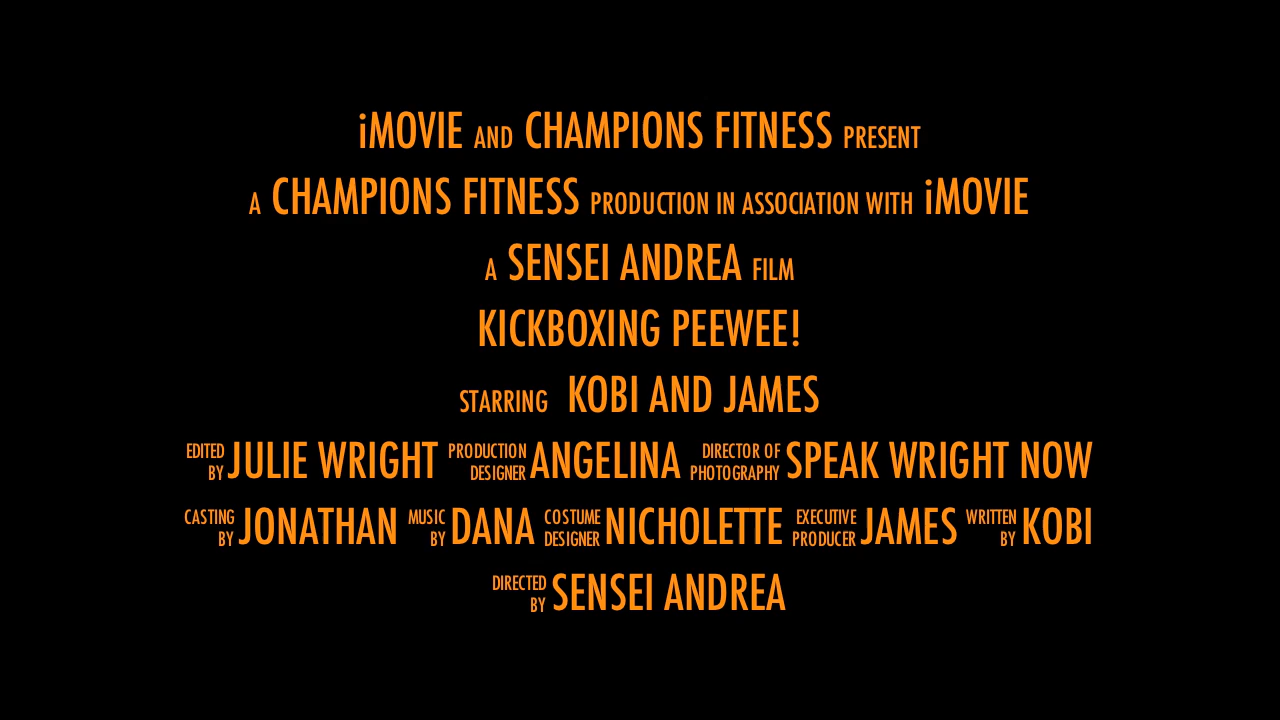 iMOVIE AND CHAMPIONS FITNESS PRESENT
A CHAMPIONS FITNESS PRODUCTION IN ASSOCIATION WITH iMOVIE
A SENSEI ANDREA FILM
KICKBOXING PEEWEE!
STARRING KOBI AND JAMES
EDITED BY JULIE WRIGHT PRODUCTION DESIGNER ANGELINA DIRECTOR OF PHOTOGRAPHY SPEAK WRIGHT NOW
CASTING BY JONATHAN MUSIC BY DANA COSTUME DESIGNER NICHOLETTE EXECUTIVE PRODUCER JAMES WRITTEN BY KOBI
DIRECTED BY SENSEI ANDREA